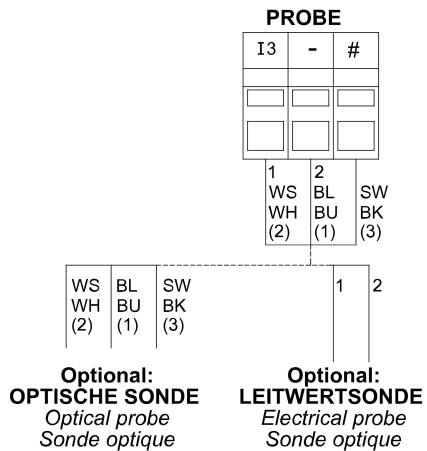 PROBE
I3 - #
1 2
WS BL SW
WH BU BK
(2) (1) (3)
WS BL SW
WH BU BK
(2) (1) (3)
1 2
Optional:
OPTISCHE SONDE
Optical probe
Sonde optique
Optional:
LEITWERTSONDE
Electrical probe
Sonde optique